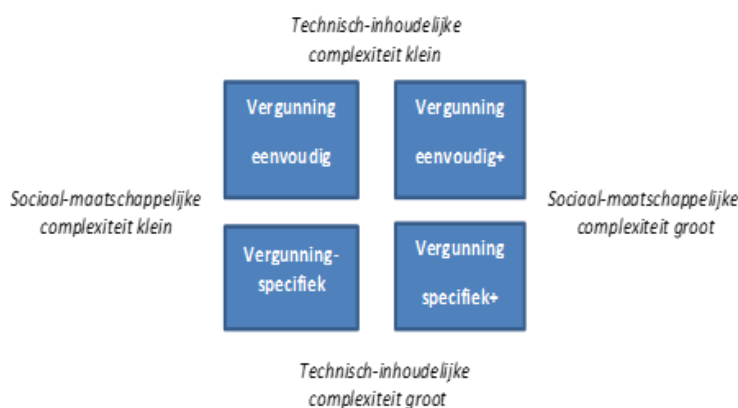 Technisch-inhoudelijke
complexiteit klein
Vergunning
eenvoudig
Vergunning
eenvoudig+
Sociaal-maatschappelijke
complexiteit klein
Sociaal-maatschappelijke
complexiteit groot
Vergunning-
specifiek
Vergunning
specifiek+
Technisch-inhoudelijke
complexiteit groot